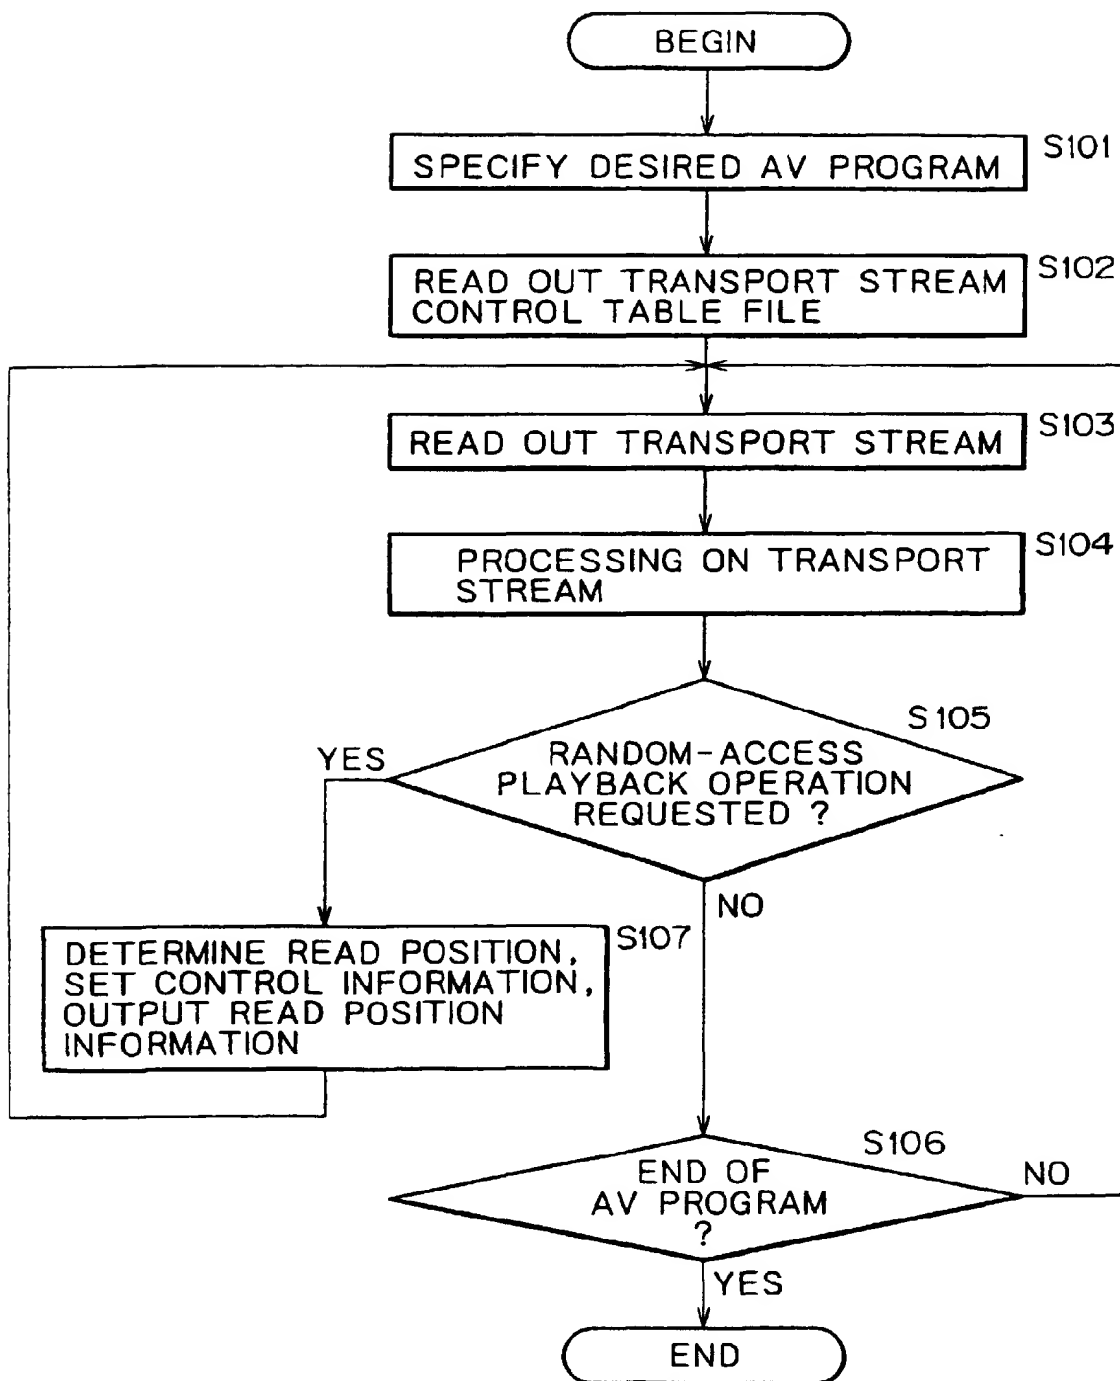 BEGIN
S101
SPECIFY DESIRED AV PROGRAM
S102
READ OUT TRANSPORT STREAM
CONTROL TABLE FILE
S103
READ OUT TRANSPORT STREAM
S104
PROCESSING ON TRANSPORT
STREAM
S105
YES
RANDOM-ACCESS
PLAYBACK OPERATION
REQUESTED ?
NO
S107
DETERMINE READ POSITION,
SET CONTROL INFORMATION,
OUTPUT READ POSITION
INFORMATION
S106
END OF
AV PROGRAM
?
NO
YES
END